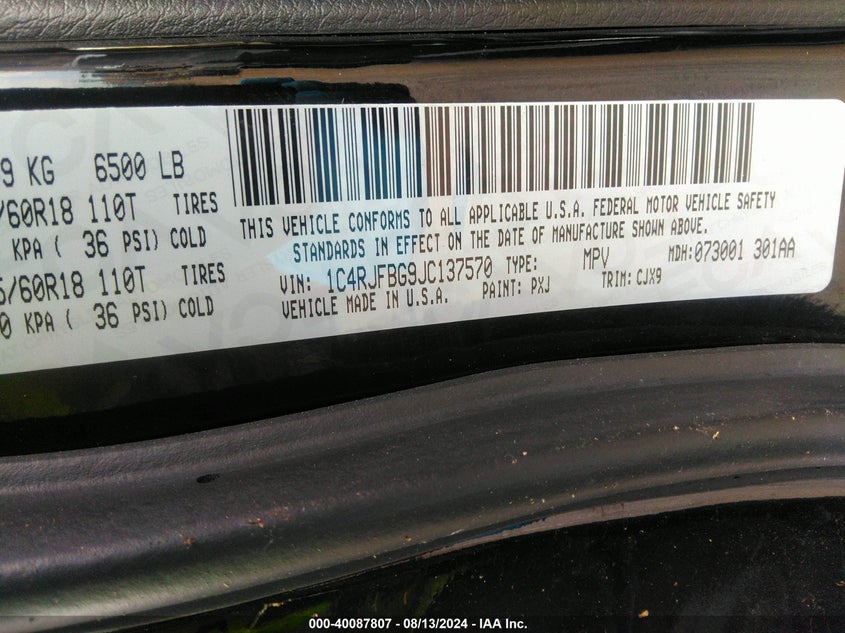 9 KG 6500 LB
/60R18 110T TIRES
KPA ( 36 PSI) COLD
5/60R18 110T TIRES
0 KPA ( 36 PSI) COLD
THIS VEHICLE CONFORMS TO ALL APPLICABLE U.S.A. FEDERAL MOTOR VEHICLE SAFETY
STANDARDS IN EFFECT ON THE DATE OF MANUFACTURE SHOWN ABOVE.
MDH:073001 301AA
VIN: 1C4RJFBG9JC137570 TYPE: MPV
VEHICLE MADE IN U.S.A. PAINT: PXJ TRIM: CJX9
000-40087807 - 08/13/2024 - IAA Inc.